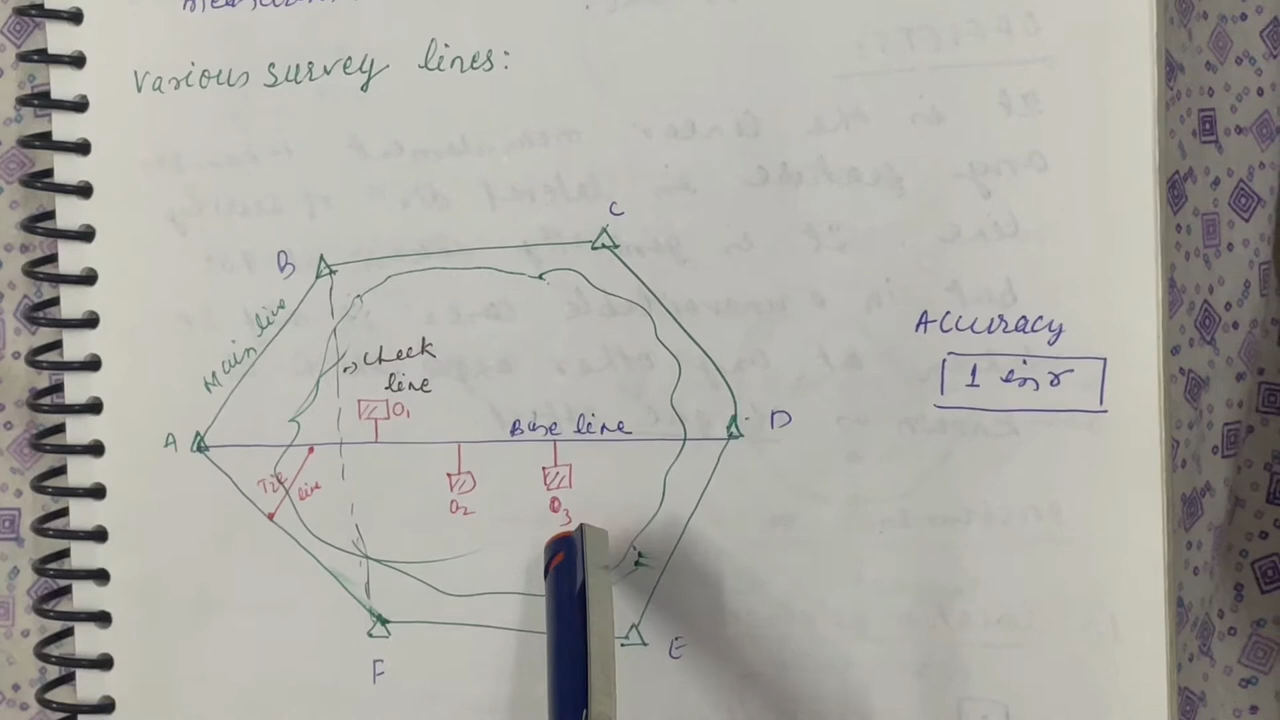 various survey lines:
C
B
Main line
check
line
Accuracy
1 in r
O1
Base line
D
A
Tie
line
O2
O3
F
E